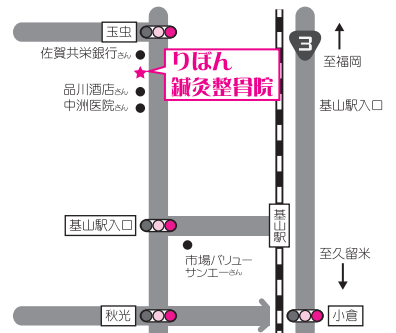 玉虫
佐賀共栄銀行さん
3
至福岡
りぼん
鍼灸整骨院
品川酒店さん
中洲医院さん
基山駅入口
基山駅入口
基山駅
市場バリュー
サンエーさん
至久留米
秋光
小倉